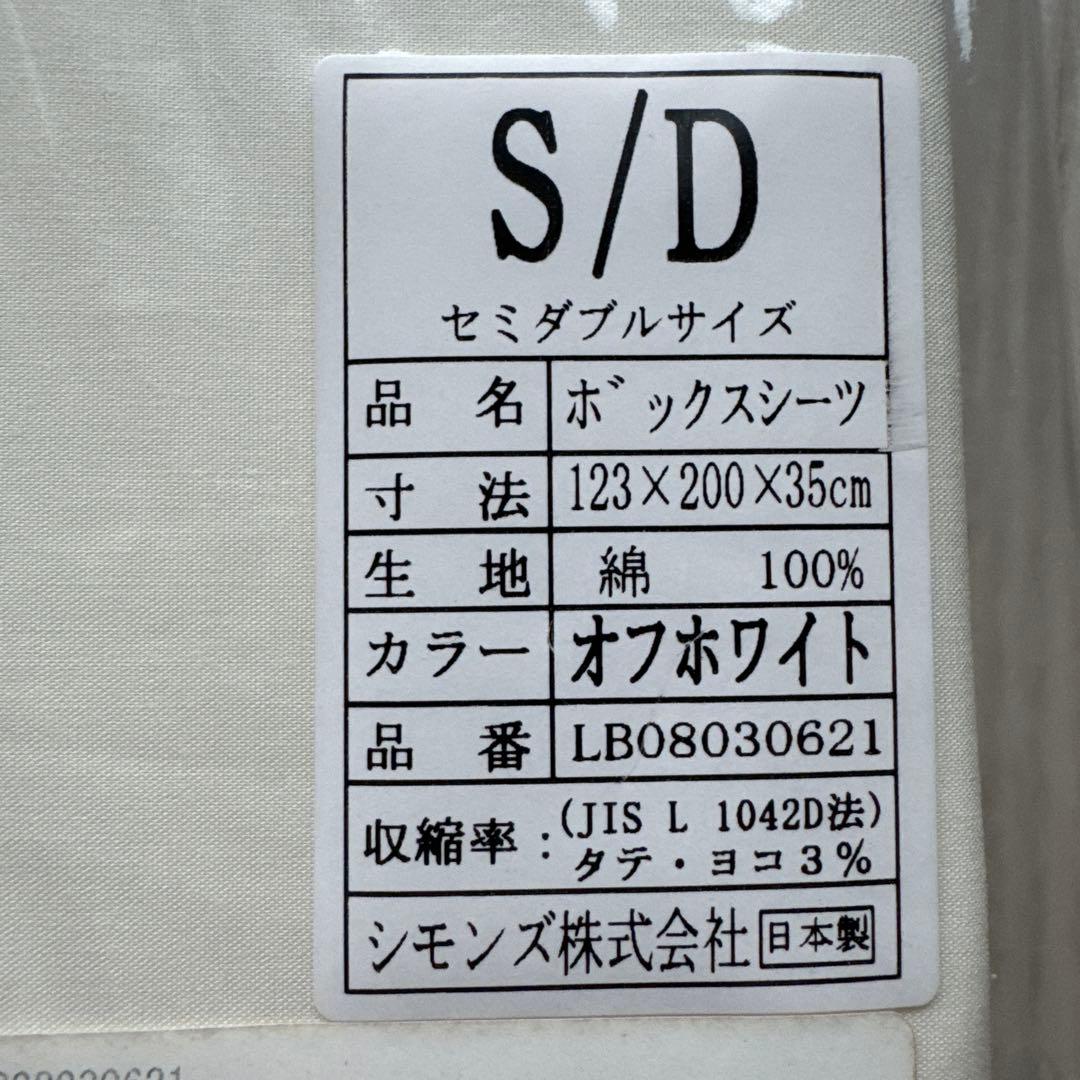 S/D
セミダブルサイズ
品 名 ボックスシーツ
寸 法 123×200×35cm
生 地 綿 100%
カラー オフホワイト
品 番 LB08030621
収縮率：(JIS L 1042D法)
タテ・ヨコ3%
シモンズ株式会社 日本製